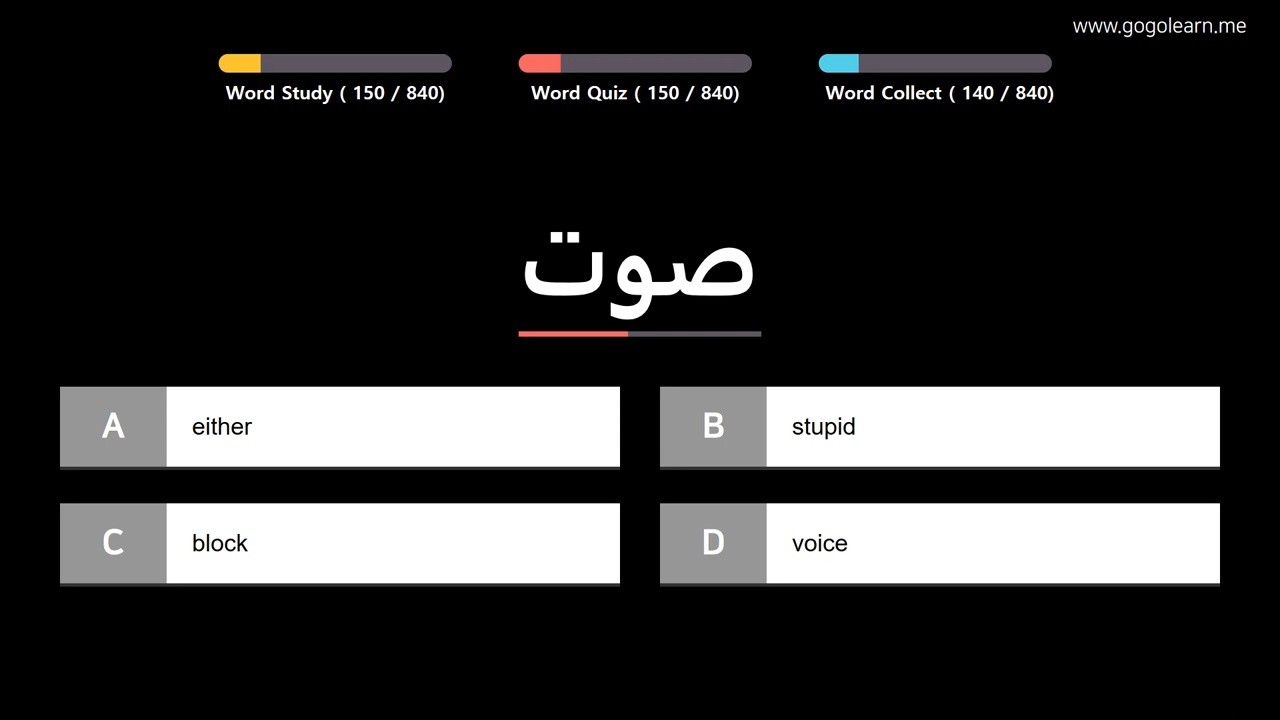 www.gogolearn.me
Word Study ( 150 / 840)
Word Quiz ( 150 / 840)
Word Collect ( 140 / 840)
صوت
A either
B stupid
C block
D voice